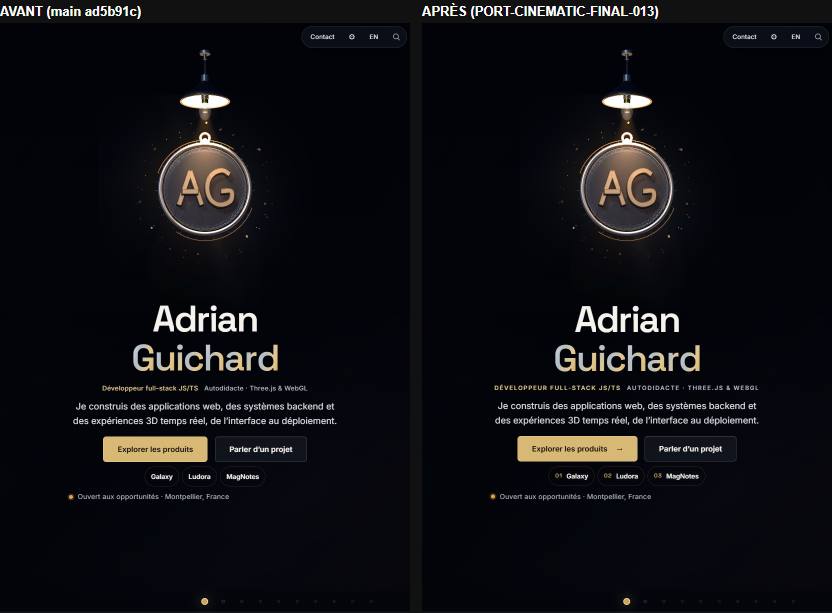 AVANT (main ad5b91c)
Contact EN
AG
Adrian
Guichard
Développeur full-stack JS/TS Autodidacte · Three.js & WebGL
Je construis des applications web, des systèmes backend et
des expériences 3D temps réel, de l'interface au déploiement.
Explorer les produits Parler d'un projet
Galaxy Ludora MagNotes
Ouvert aux opportunités · Montpellier, France
APRÈS (PORT-CINEMATIC-FINAL-013)
Contact EN
AG
Adrian
Guichard
DÉVELOPPEUR FULL-STACK JS/TS AUTODIDACTE · THREE.JS & WEBGL
Je construis des applications web, des systèmes backend et
des expériences 3D temps réel, de l'interface au déploiement.
Explorer les produits → Parler d'un projet
01 Galaxy 02 Ludora 03 MagNotes
Ouvert aux opportunités · Montpellier, France